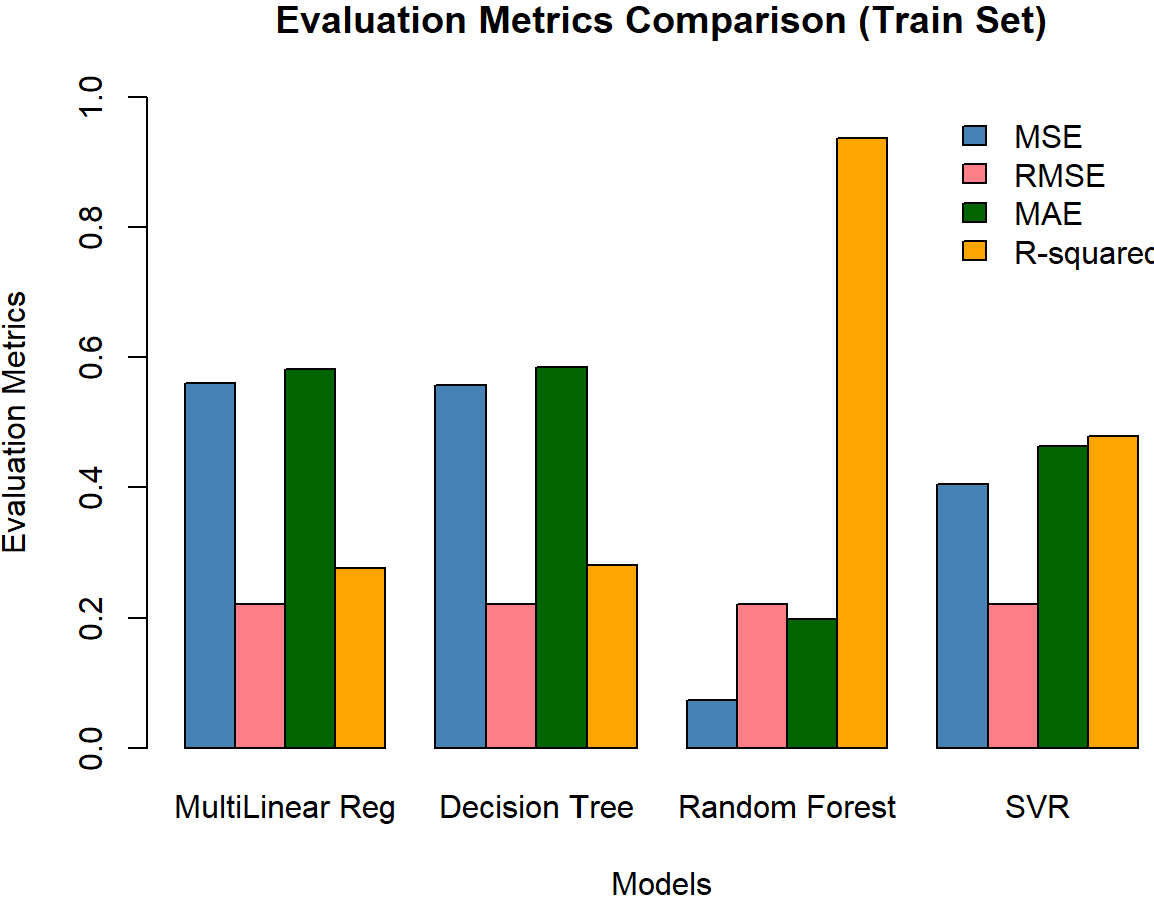 Evaluation Metrics Comparison (Train Set)
1.0
0.8
0.6
0.4
0.2
0.0
Evaluation Metrics
MSE
RMSE
MAE
R-squared
MultiLinear Reg
Decision Tree
Random Forest
SVR
Models